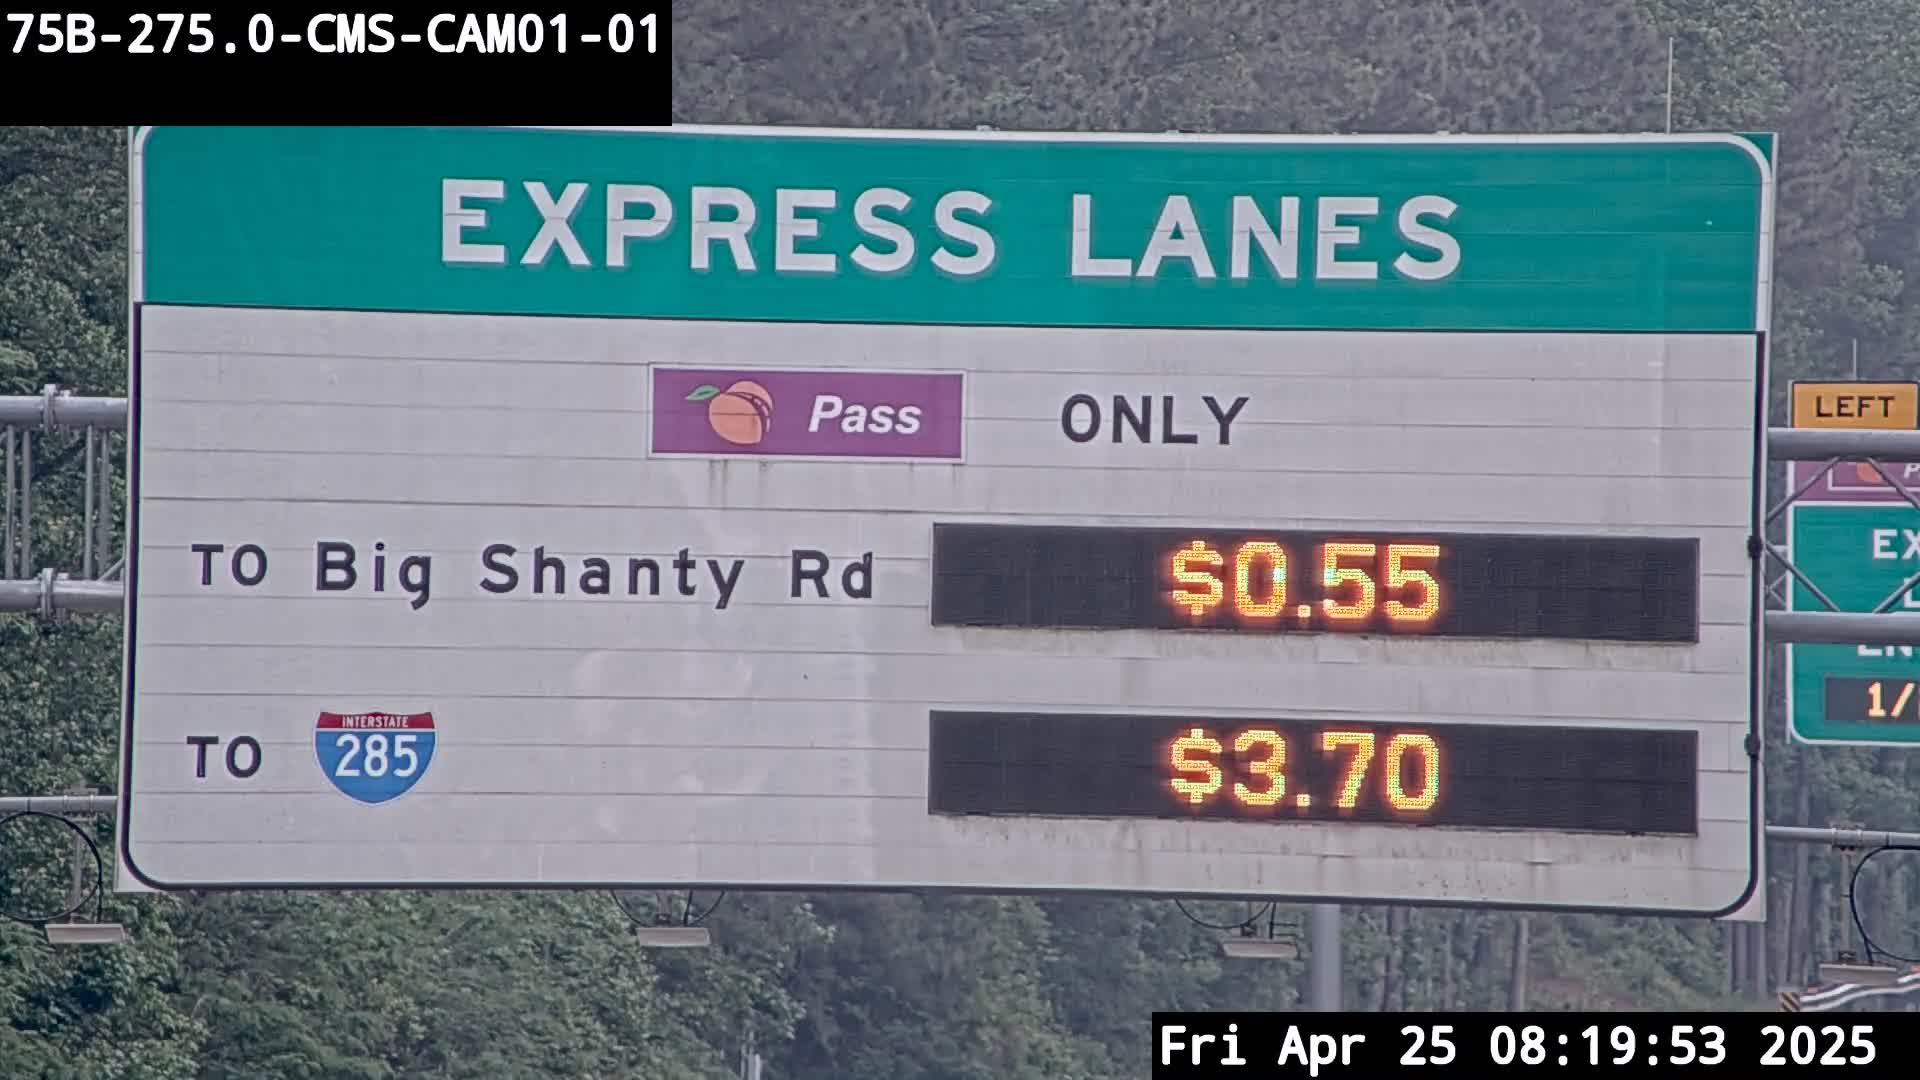 75B-275.0-CMS-CAM01-01
EXPRESS LANES
Pass ONLY
TO Big Shanty Rd $0.55
TO INTERSTATE 285 $3.70
LEFT
1/
Fri Apr 25 08:19:53 2025